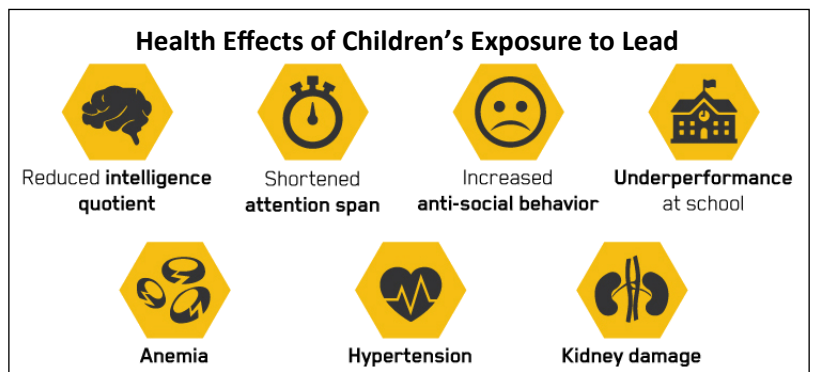 Health Effects of Children's Exposure to Lead
Reduced intelligence
quotient
Shortened
attention span
Increased
anti-social behavior
Underperformance
at school
Anemia
Hypertension
Kidney damage